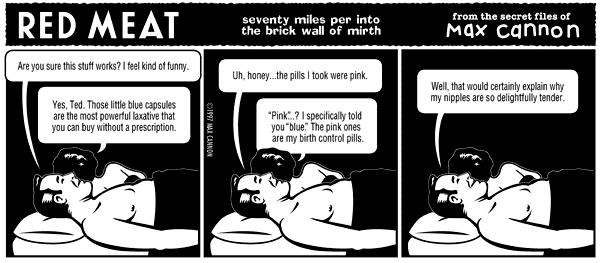 RED MEAT
seventy miles per into
the brick wall of mirth
from the secret files of
Max cannon
Are you sure this stuff works? I feel kind of funny.
Yes, Ted. Those little blue capsules
are the most powerful laxative that
you can buy without a prescription.
©1997 MAX CANNON
Uh, honey...the pills I took were pink.
"Pink"..? I specifically told
you "blue." The pink ones
are my birth control pills.
Well, that would certainly explain why
my nipples are so delightfully tender.